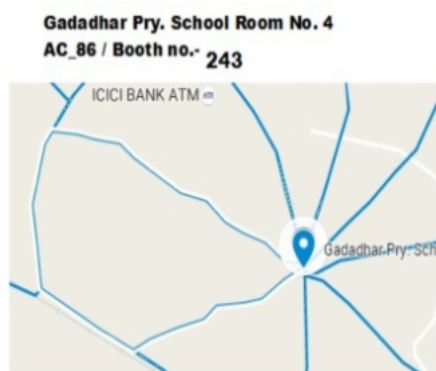 Gadadhar Pry. School Room No. 4
AC_86 / Booth no.- 243
ICICI BANK ATM
Gadadhar Pry. Sch